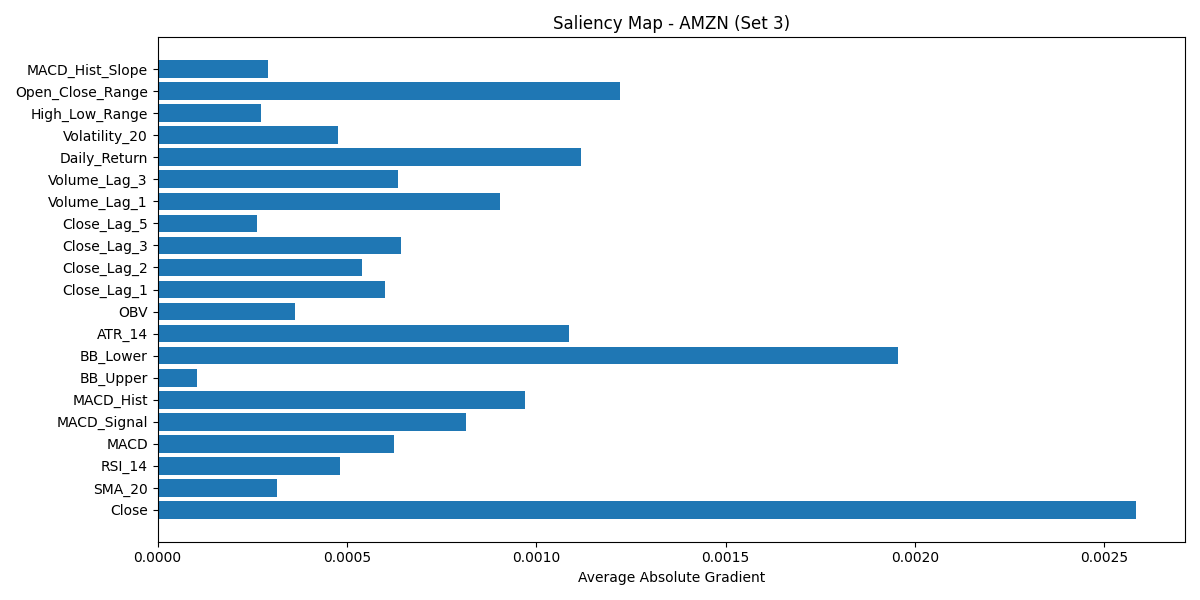 Saliency Map - AMZN (Set 3)
MACD_Hist_Slope
Open_Close_Range
High_Low_Range
Volatility_20
Daily_Return
Volume_Lag_3
Volume_Lag_1
Close_Lag_5
Close_Lag_3
Close_Lag_2
Close_Lag_1
OBV
ATR_14
BB_Lower
BB_Upper
MACD_Hist
MACD_Signal
MACD
RSI_14
SMA_20
Close
0.0000 0.0005 0.0010 0.0015 0.0020 0.0025
Average Absolute Gradient